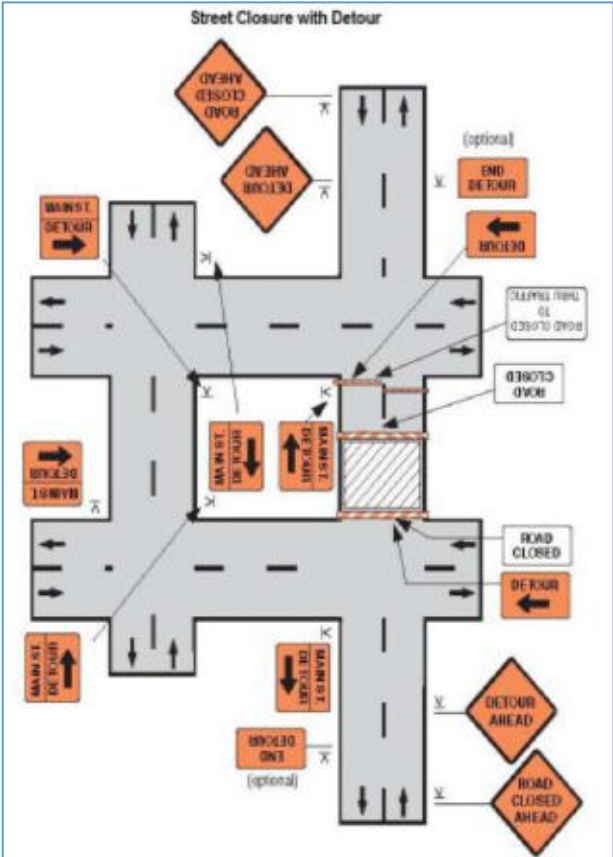 Street Closure with Detour
ROAD
CLOSED
AHEAD
DETOUR
AHEAD
(optional)
END
DETOUR
MAIN ST.
DETOUR
DETOUR
ROAD CLOSED
TO
THRU TRAFFIC
ROAD
CLOSED
MAIN ST.
DETOUR
MAIN ST.
DETOUR
MAIN ST.
DETOUR
ROAD
CLOSED
DETOUR
MAIN ST.
DETOUR
MAIN ST.
DETOUR
END
DETOUR
(optional)
DETOUR
AHEAD
ROAD
CLOSED
AHEAD